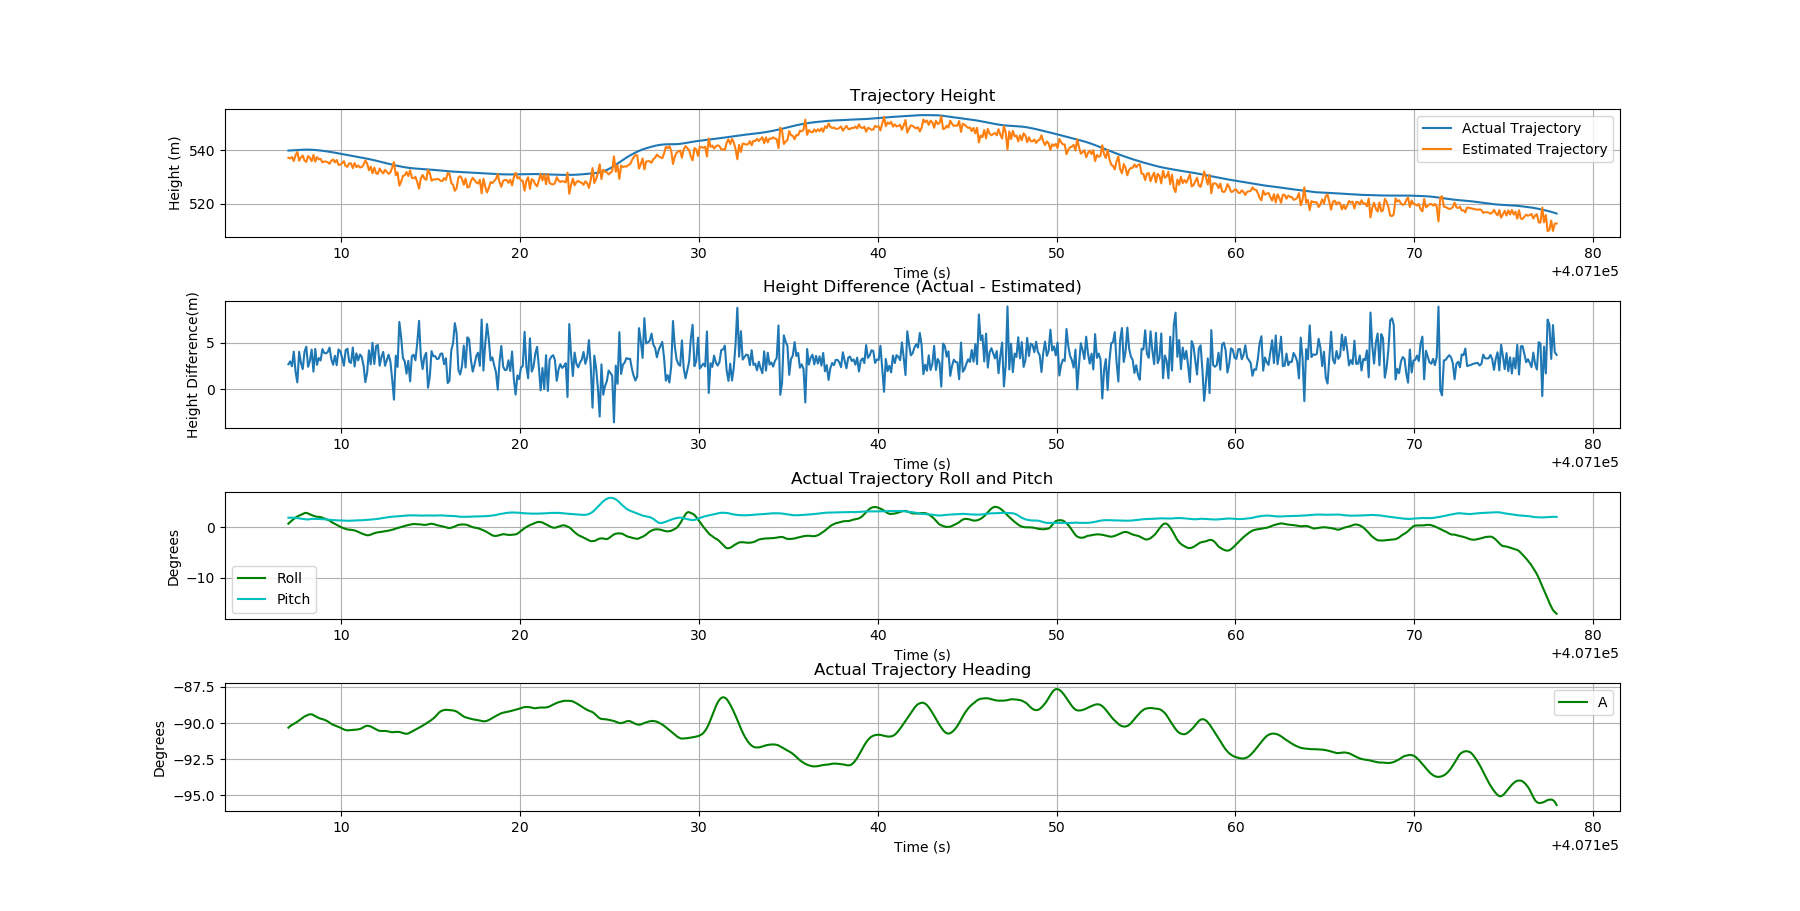 Trajectory Height
Height (m)
540
520
Actual Trajectory
Estimated Trajectory
10 20 30 40 50 60 70 80
Time (s)
+4.071e5
Height Difference (Actual - Estimated)
Height Difference(m)
5
0
10 20 30 40 50 60 70 80
Time (s)
+4.071e5
Actual Trajectory Roll and Pitch
Degrees
0
−10
Roll
Pitch
10 20 30 40 50 60 70 80
Time (s)
+4.071e5
Actual Trajectory Heading
Degrees
−87.5
−90.0
−92.5
−95.0
A
10 20 30 40 50 60 70 80
Time (s)
+4.071e5